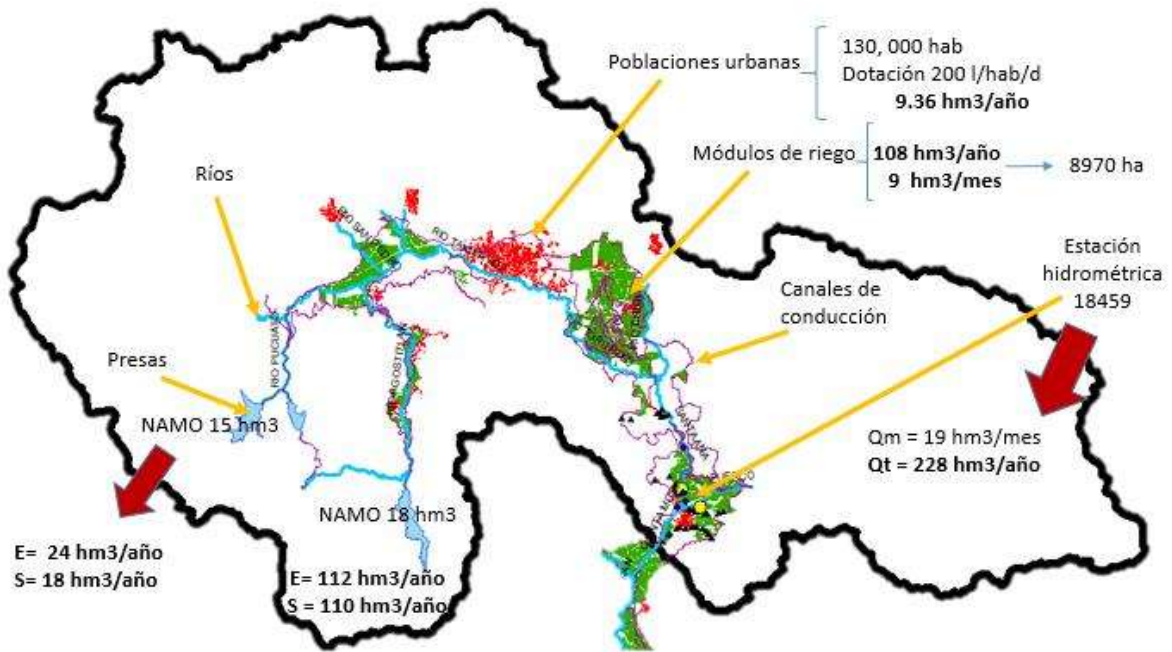 Poblaciones urbanas
130, 000 hab
Dotación 200 l/hab/d
9.36 hm3/año
Módulos de riego
108 hm3/año
9 hm3/mes
8970 ha
Ríos
Estación
hidrométrica
18459
Canales de
conducción
RIO PUCUATO
Presas
NAMO 15 hm3
NAMO 18 hm3
Qm = 19 hm3/mes
Qt = 228 hm3/año
E= 24 hm3/año
S= 18 hm3/año
E= 112 hm3/año
S = 110 hm3/año